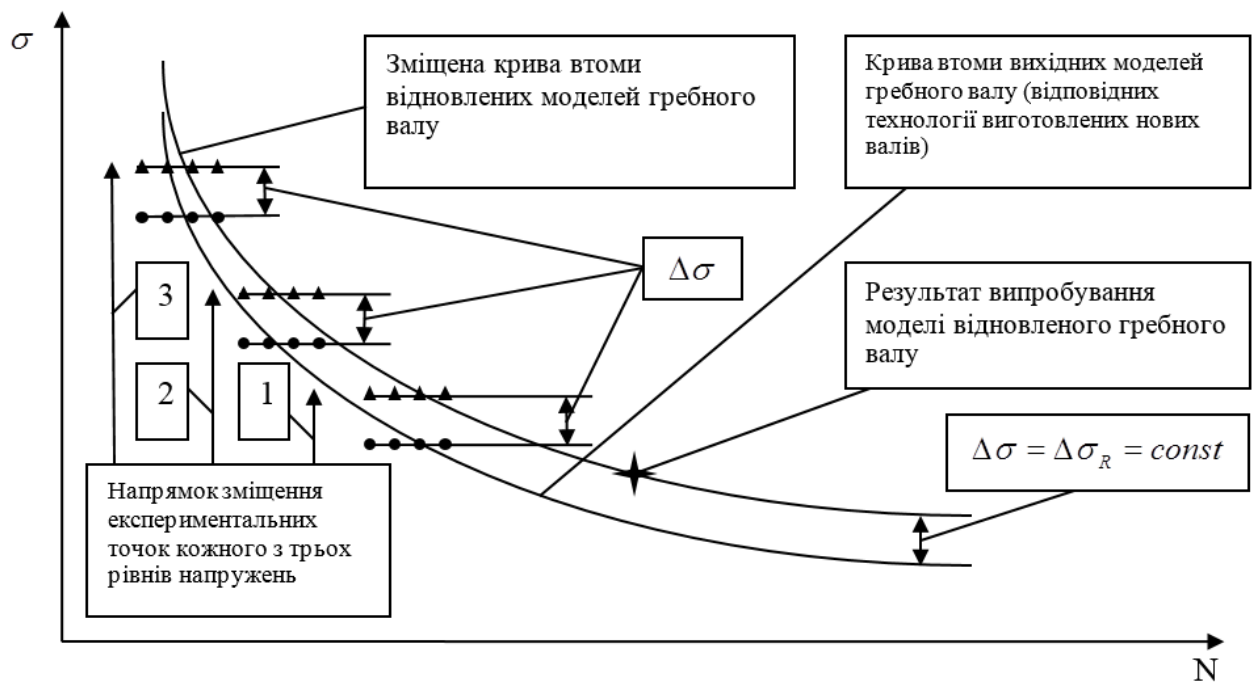 σ
Зміщена крива втоми
відновлених моделей гребного
валу
Крива втоми вихідних моделей
гребного валу (відповідних
технології виготовлених нових
валів)
Δσ
3
2
1
Результат випробування
моделі відновленого гребного
валу
Δσ = Δσ_R = const
Напрямок зміщення
експериментальних
точок кожного з трьох
рівнів напружень
N